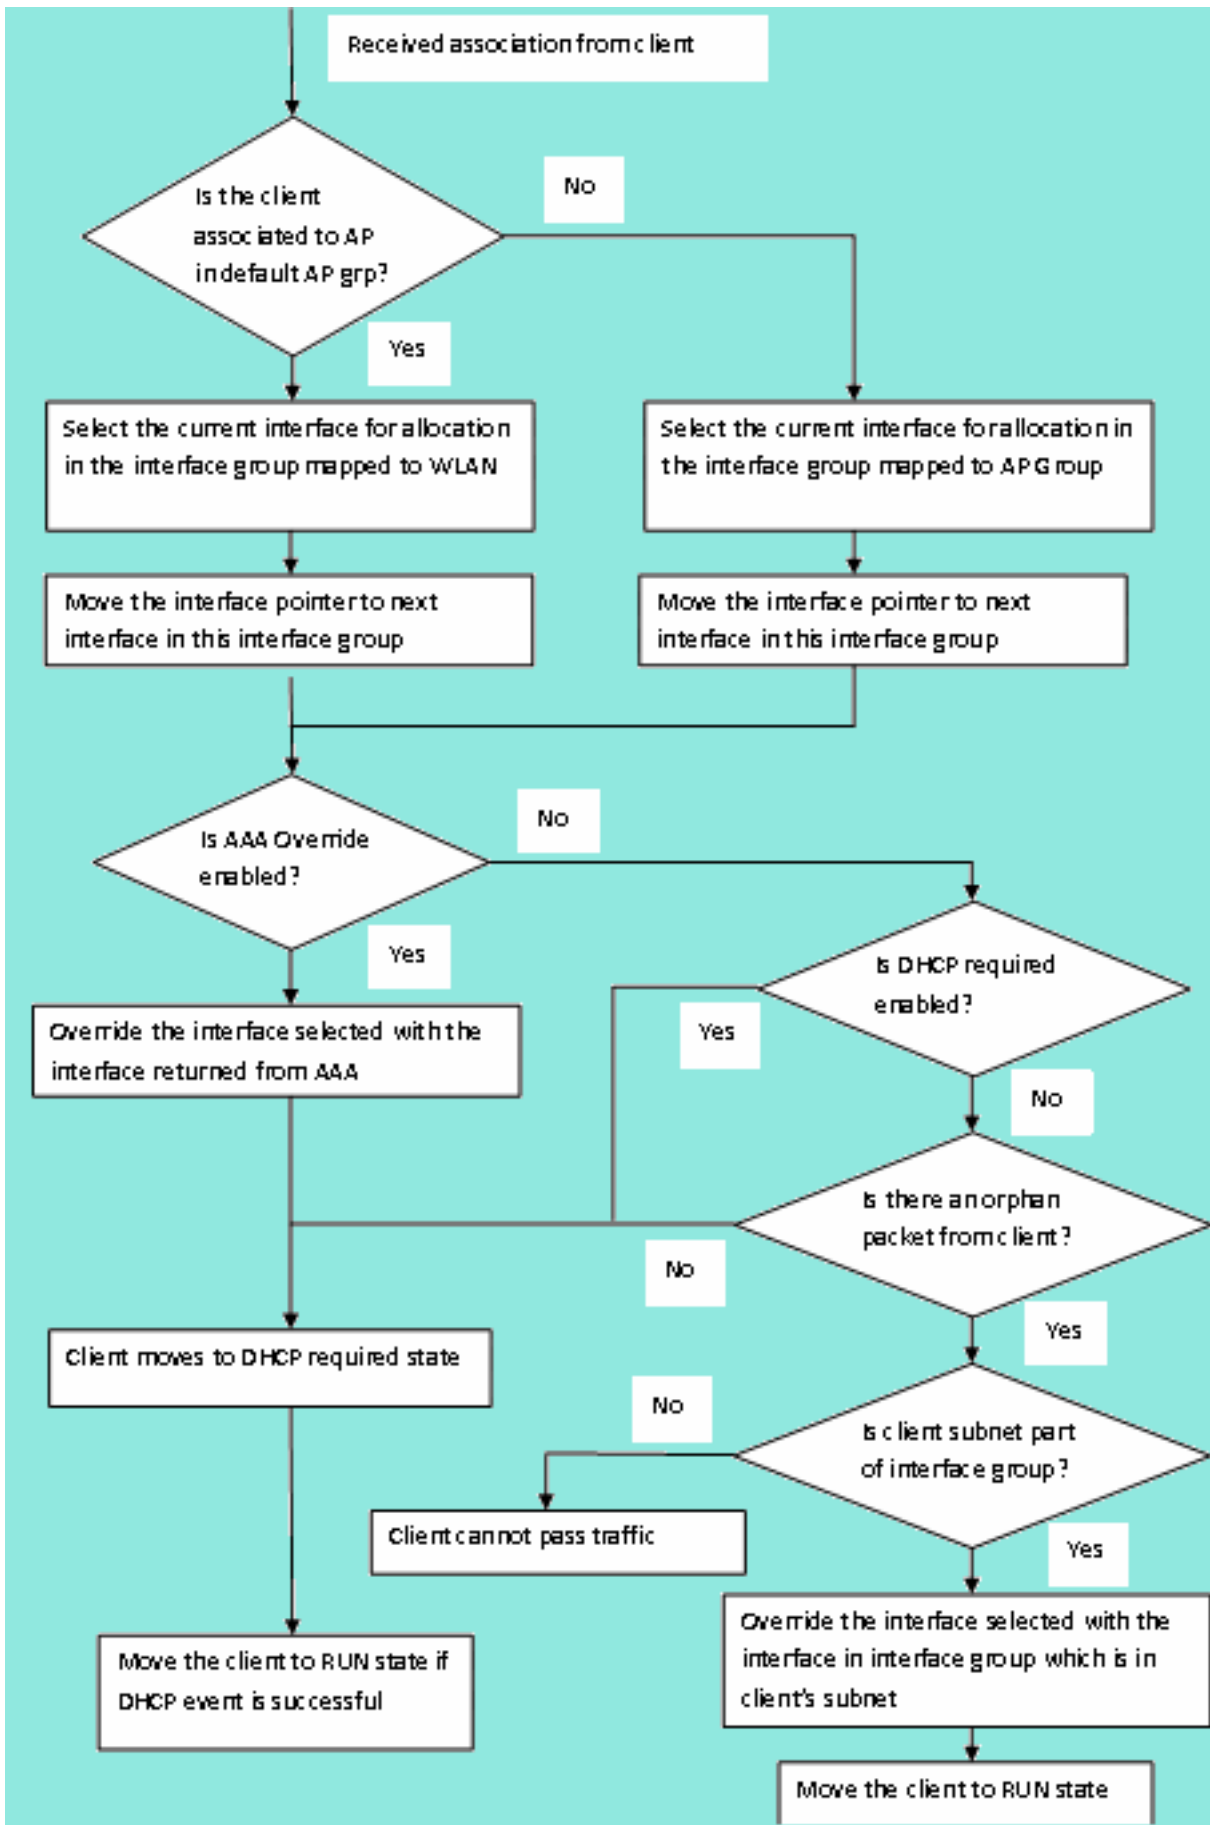 Received association from client
Is the client
associated to AP
in default AP grp?
No
Yes
Select the current interface for allocation
in the interface group mapped to WLAN
Select the current interface for allocation in
the interface group mapped to AP Group
Move the interface pointer to next
interface in this interface group
Move the interface pointer to next
interface in this interface group
Is AAA Override
enabled?
No
Yes
Is DHCP required
enabled?
Yes
No
Override the interface selected with the
interface returned from AAA
Is there an orphan
packet from client?
No
Yes
Client moves to DHCP required state
Is client subnet part
of interface group?
No
Yes
Client cannot pass traffic
Override the interface selected with the
interface in interface group which is in
client's subnet
Move the client to RUN state if
DHCP event is successful
Move the client to RUN state